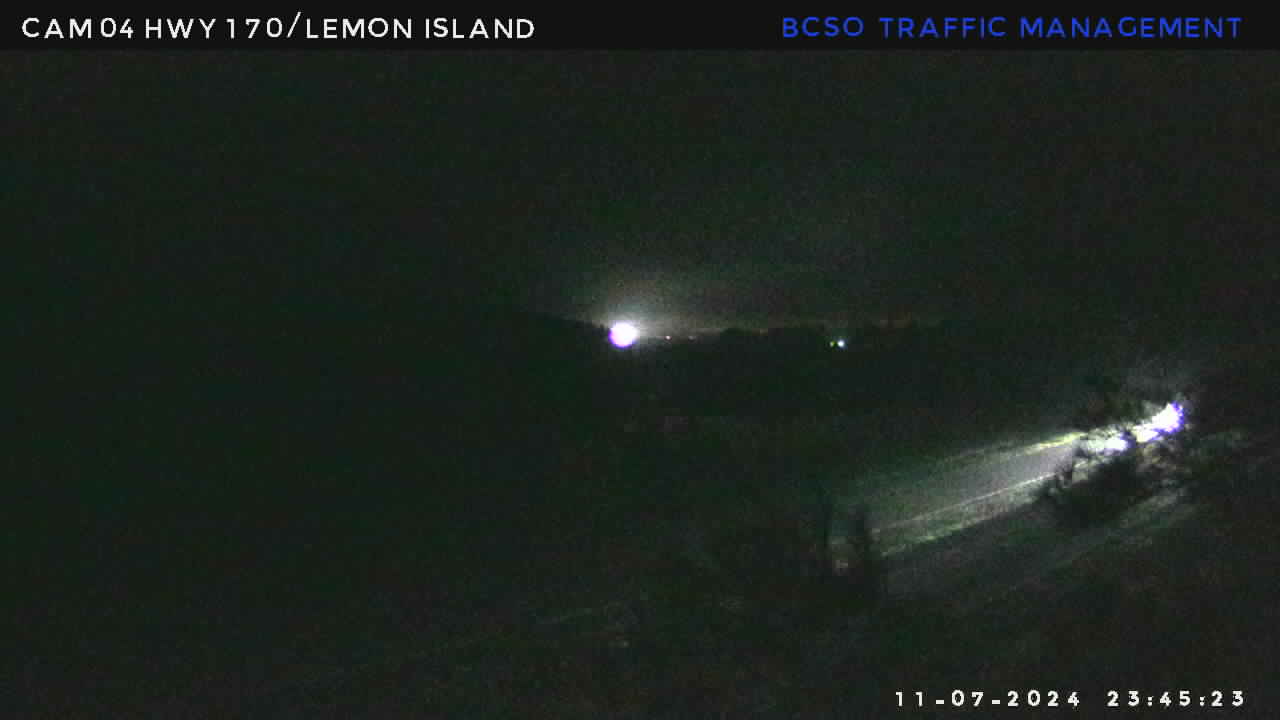 CAM04 HWY 170/LEMON ISLAND
BCSO TRAFFIC MANAGEMENT
11-07-2024 23:45:23